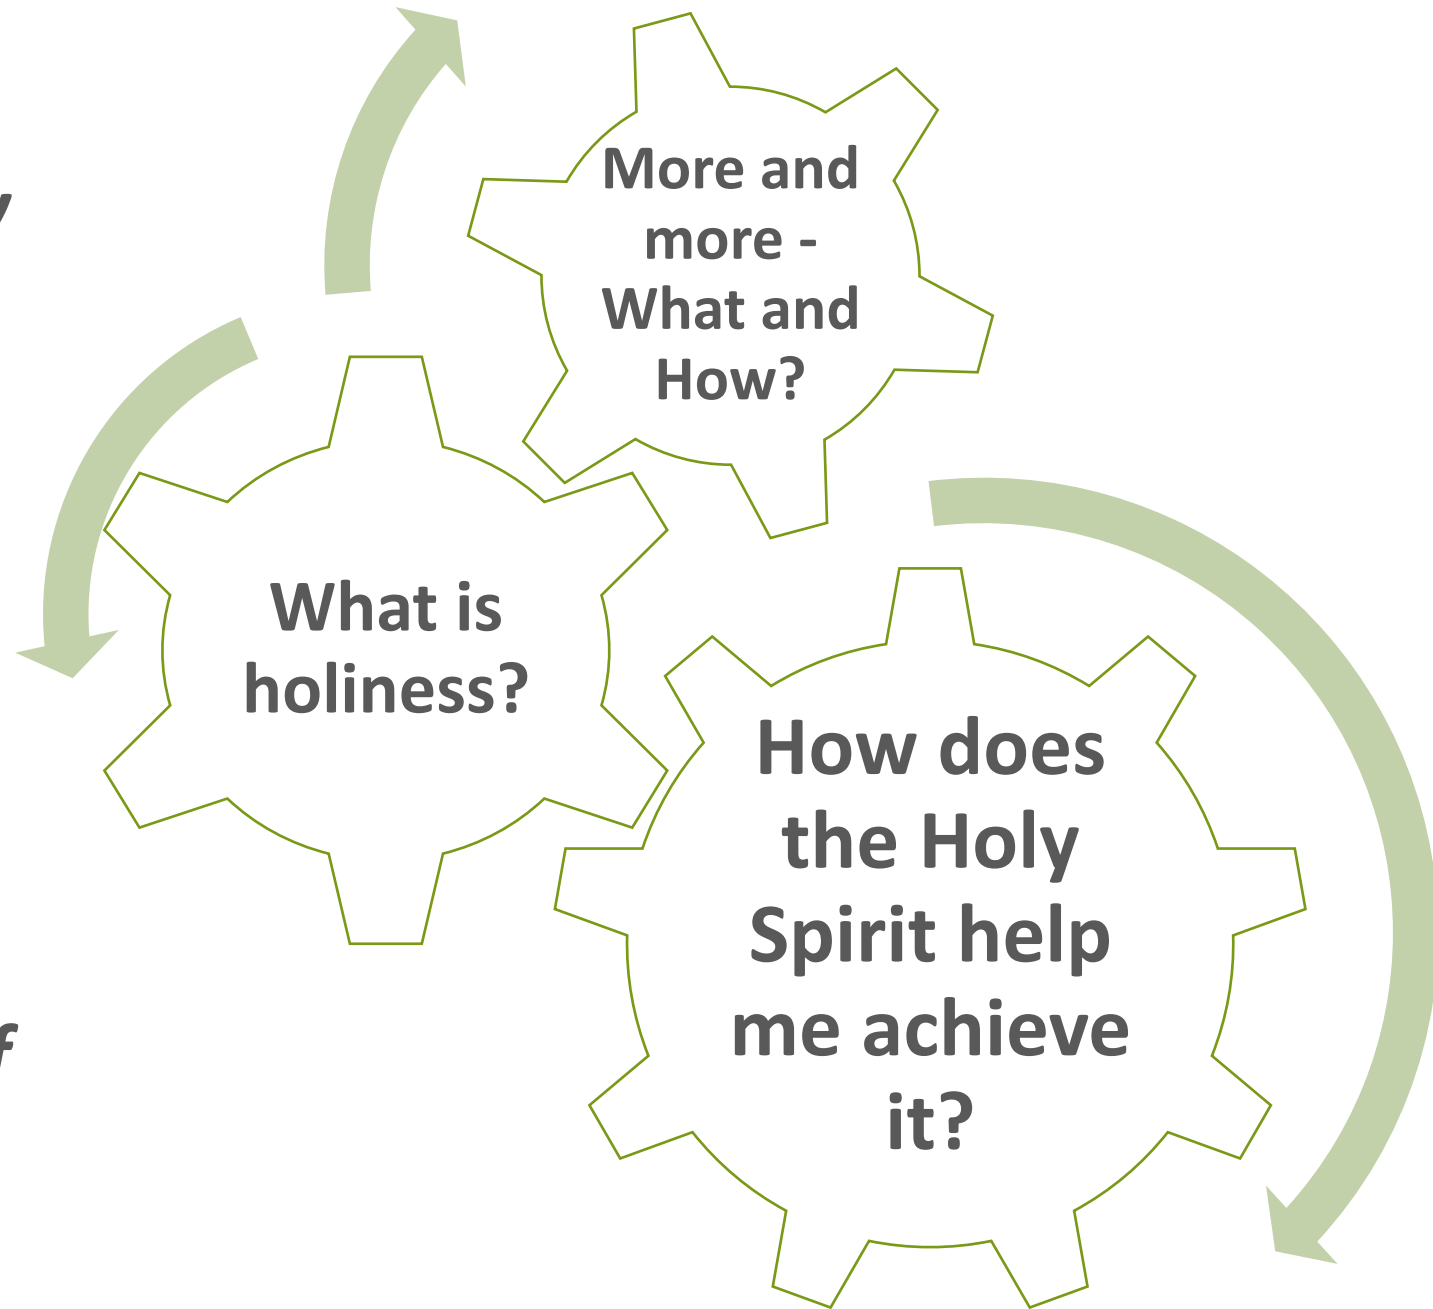 More and
more -
What and
How?
What is
holiness?
How does
the Holy
Spirit help
me achieve
it?